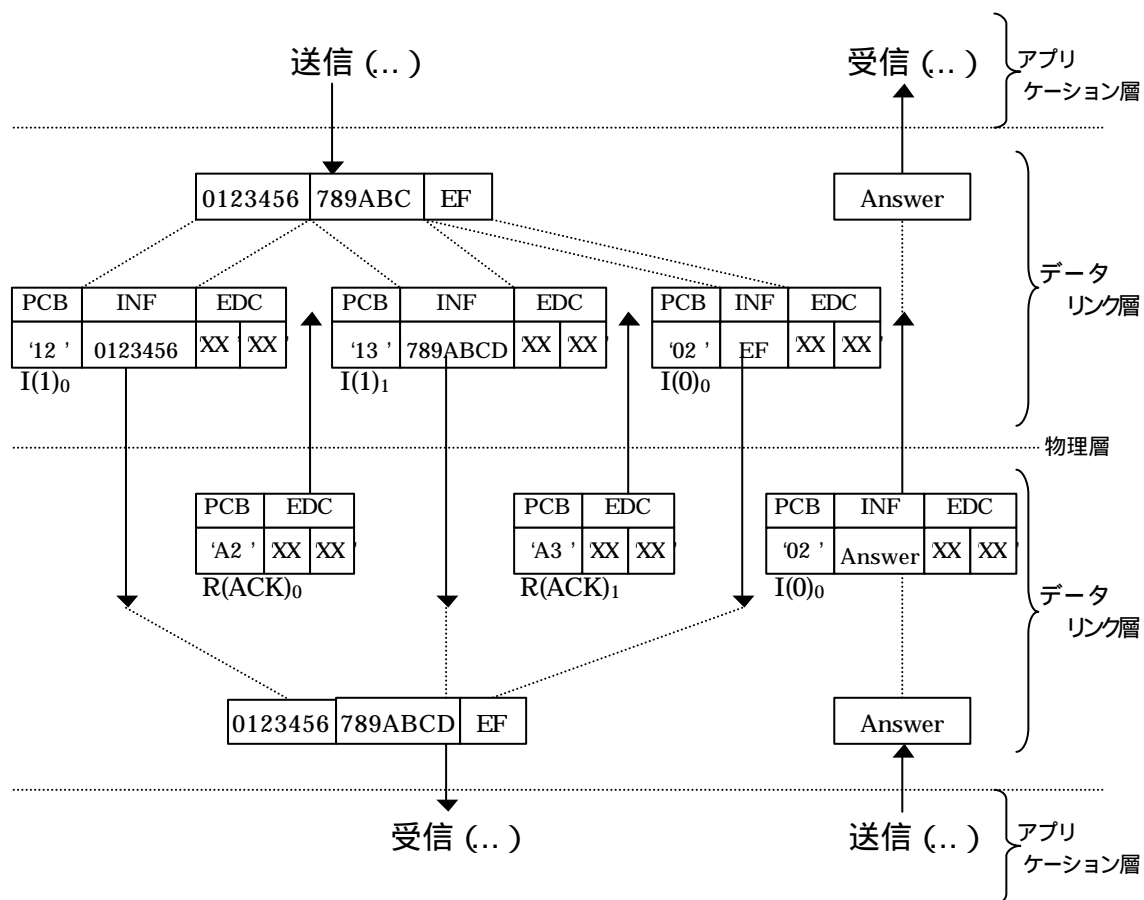 送信 (... )
受信 (... )
アプリ
ケーション層
0123456 789ABC EF
Answer
データ
リンク層
PCB INF EDC
‘12 ’ 0123456 ‘XX ’ ‘XX ’
I(1)0
PCB INF EDC
‘13 ’ 789ABCD ‘XX ’ ‘XX ’
I(1)1
PCB INF EDC
‘02 ’ EF ‘XX ’ ‘XX ’
I(0)0
物理層
PCB EDC
‘A2 ’ ‘XX ’ ‘XX ’
R(ACK)0
PCB EDC
‘A3 ’ ‘XX ’ ‘XX ’
R(ACK)1
PCB INF EDC
‘02 ’ Answer ‘XX ’ ‘XX ’
I(0)0
データ
リンク層
0123456 789ABCD EF
Answer
受信 (... )
送信 (... )
アプリ
ケーション層